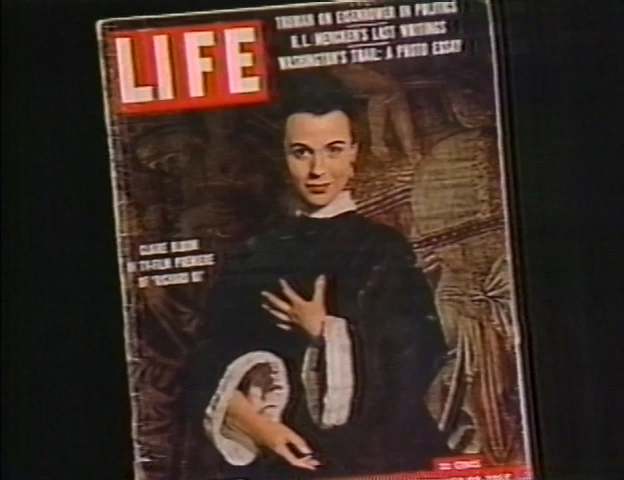 LIFE
TRUMAN ON EISENHOWER IN POLITICS
H. L. MENCKEN'S LAST WRITINGS
WASHINGTON'S TRAIL: A PHOTO ESSAY
CLAIRE BLOOM
IN TV-FILM PREMIERE
OF 'RICHARD III'
CENTS